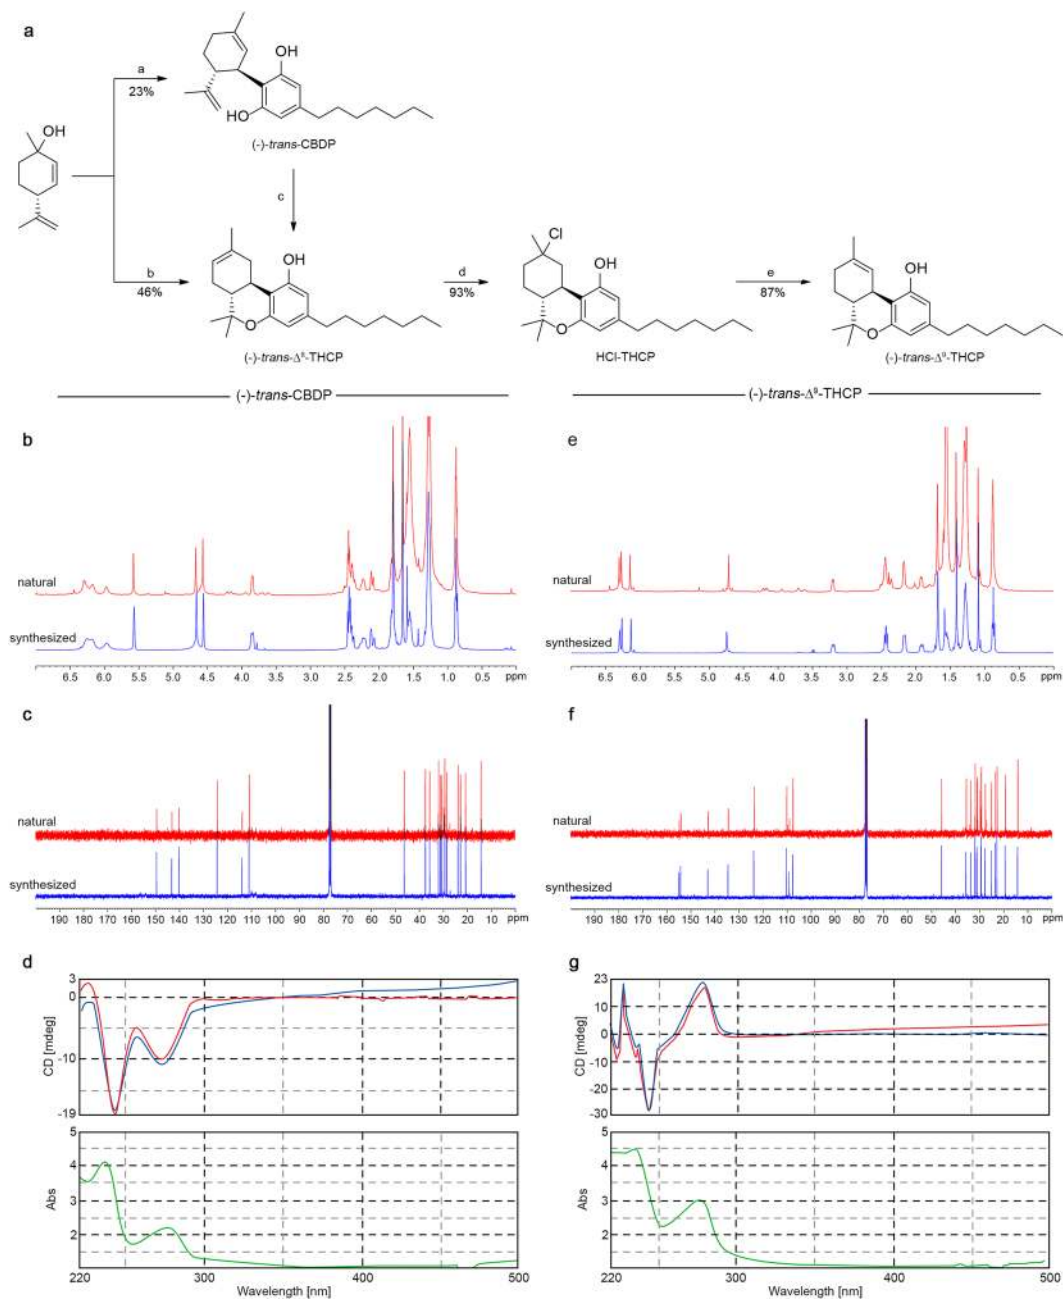 a
OH
a
23%
OH
HO
(-)-trans-CBDP
c
b
46%
OH
O
(-)-trans-Δ⁸-THCP
d
93%
Cl
OH
O
HCl-THCP
e
87%
OH
O
(-)-trans-Δ⁹-THCP
(-)-trans-CBDP
(-)-trans-Δ⁹-THCP
b
natural
synthesized
6.5 6.0 5.5 5.0 4.5 4.0 3.5 3.0 2.5 2.0 1.5 1.0 0.5 ppm
e
natural
synthesized
6.5 6.0 5.5 5.0 4.5 4.0 3.5 3.0 2.5 2.0 1.5 1.0 0.5 ppm
c
natural
synthesized
190 180 170 160 150 140 130 120 110 100 90 80 70 60 50 40 30 20 10 ppm
f
natural
synthesized
190 180 170 160 150 140 130 120 110 100 90 80 70 60 50 40 30 20 10 ppm
d
3
0
-10
-19
CD [mdeg]
5
4
3
2
Abs
220 300 400 500
Wavelength [nm]
g
23
10
0
-10
-20
-30
CD [mdeg]
5
4
3
2
Abs
220 300 400 500
Wavelength [nm]